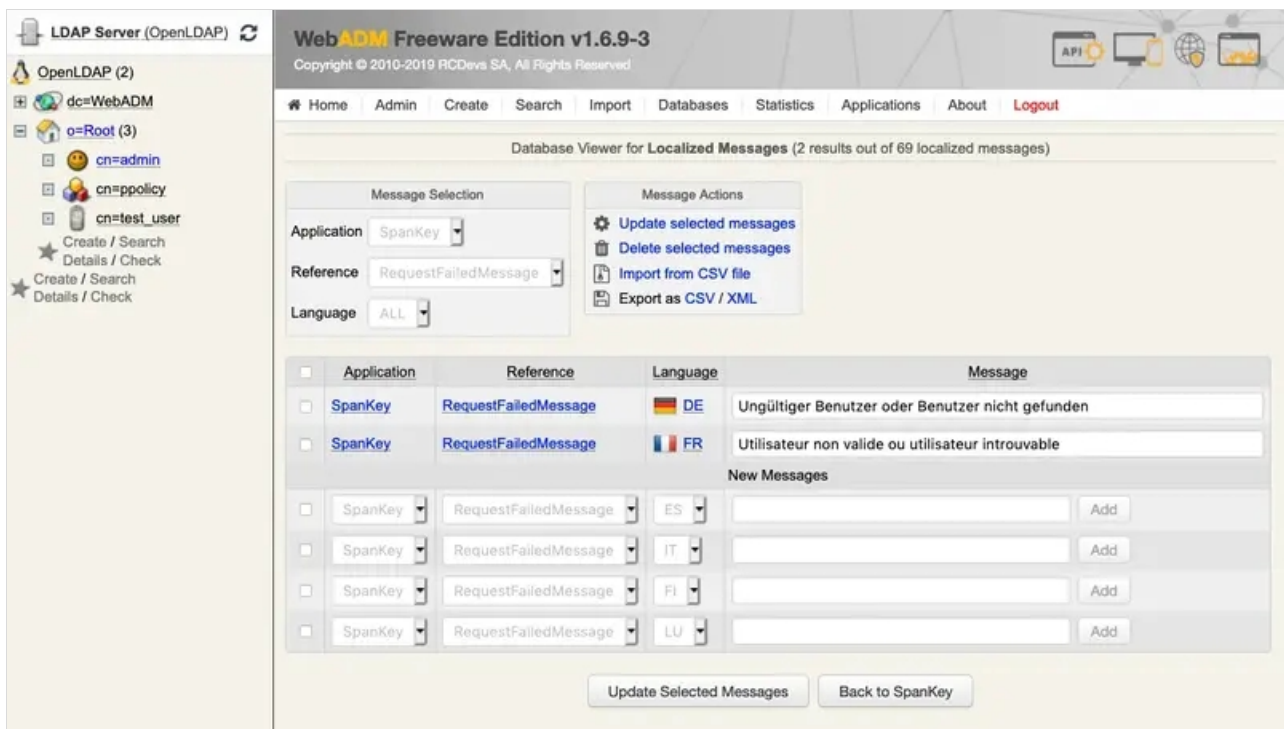 LDAP Server (OpenLDAP)
OpenLDAP (2)
dc=WebADM
o=Root (3)
cn=admin
cn=ppolicy
cn=test_user
Create / Search
Details / Check
Create / Search
Details / Check
WebADM Freeware Edition v1.6.9-3
Copyright © 2010-2019 RCDevs SA, All Rights Reserved
API
Home Admin Create Search Import Databases Statistics Applications About Logout
Database Viewer for Localized Messages (2 results out of 69 localized messages)
Message Selection
Application SpanKey
Reference RequestFailedMessage
Language ALL
Message Actions
Update selected messages
Delete selected messages
Import from CSV file
Export as CSV / XML
Application Reference Language Message
SpanKey RequestFailedMessage DE Ungültiger Benutzer oder Benutzer nicht gefunden
SpanKey RequestFailedMessage FR Utilisateur non valide ou utilisateur introuvable
New Messages
SpanKey RequestFailedMessage ES Add
SpanKey RequestFailedMessage IT Add
SpanKey RequestFailedMessage FI Add
SpanKey RequestFailedMessage LU Add
Update Selected Messages Back to SpanKey